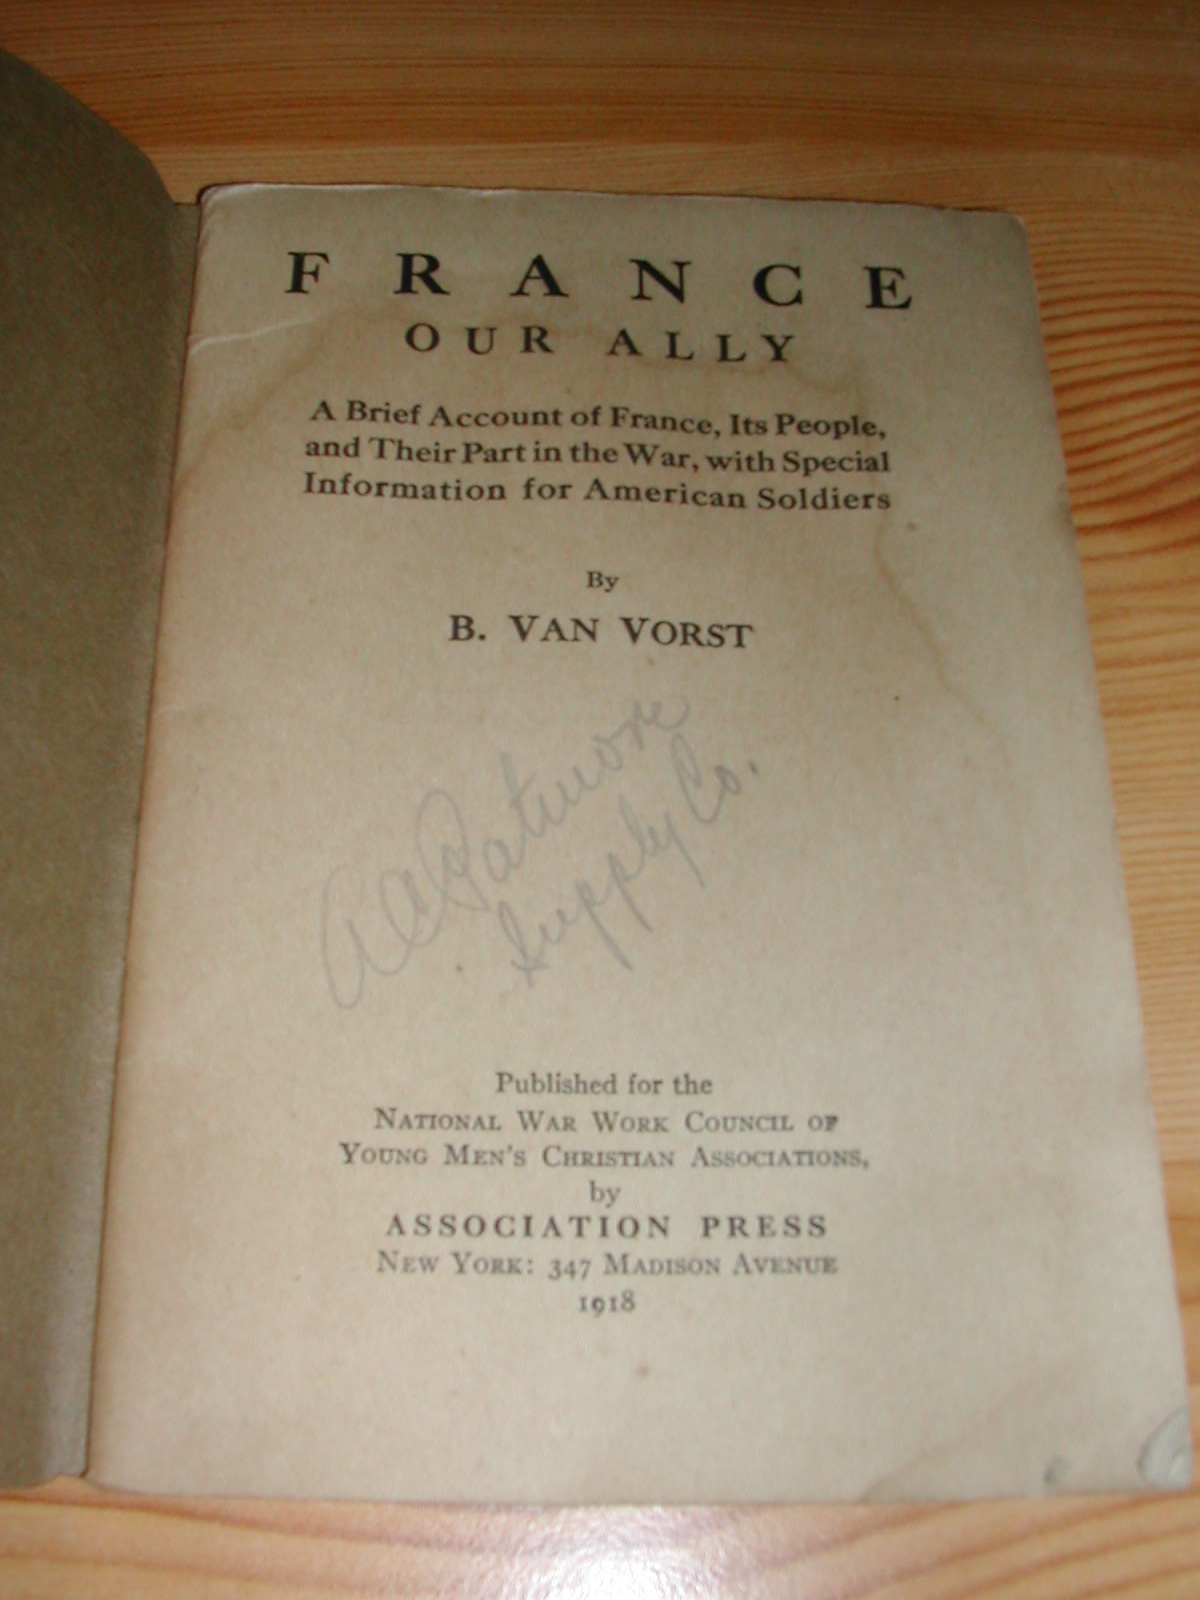 FRANCE
OUR ALLY
A Brief Account of France, Its People,
and Their Part in the War, with Special
Information for American Soldiers
By
B. VAN VORST
Supply Co.
Published for the
NATIONAL WAR WORK COUNCIL OF
YOUNG MEN'S CHRISTIAN ASSOCIATIONS,
by
ASSOCIATION PRESS
NEW YORK: 347 MADISON AVENUE
1918